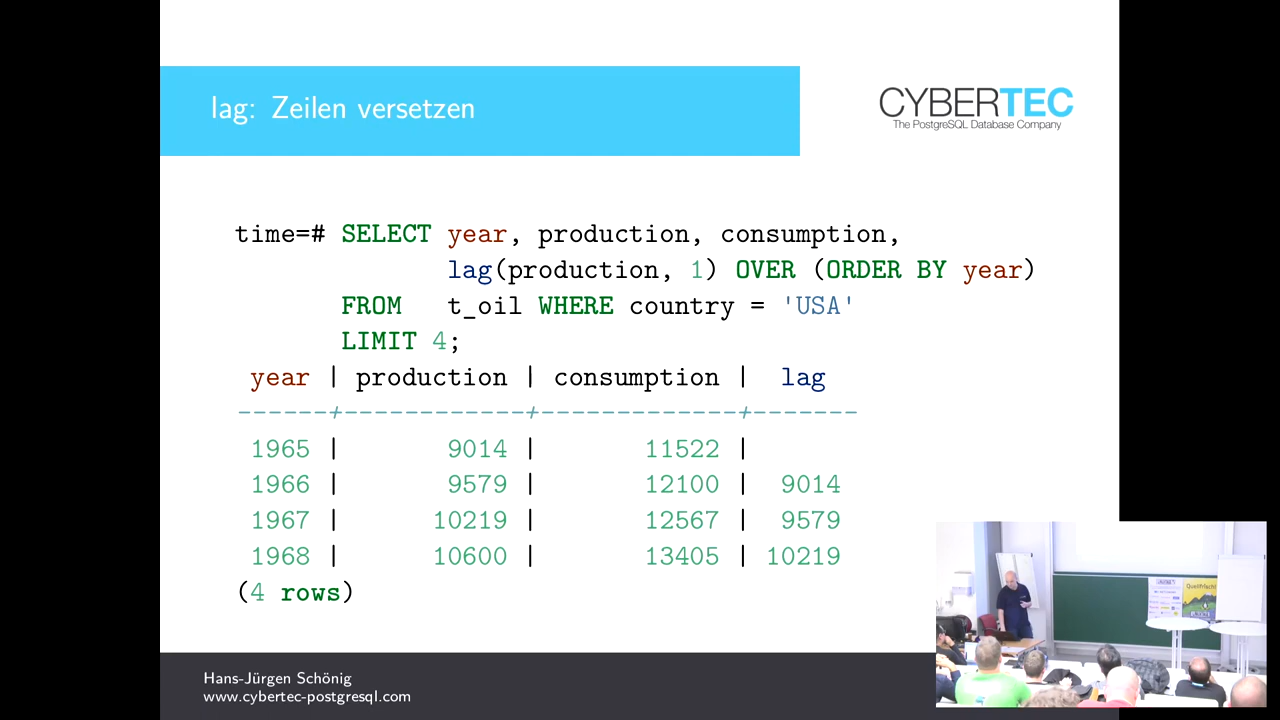 lag: Zeilen versetzen
CYBERTEC
The PostgreSQL Database Company
time=# SELECT year, production, consumption,
lag(production, 1) OVER (ORDER BY year)
FROM t_oil WHERE country = 'USA'
LIMIT 4;
year | production | consumption | lag
------+------------+-------------+-------
1965 | 9014 | 11522 |
1966 | 9579 | 12100 | 9014
1967 | 10219 | 12567 | 9579
1968 | 10600 | 13405 | 10219
(4 rows)
Hans-Jürgen Schönig
www.cybertec-postgresql.com